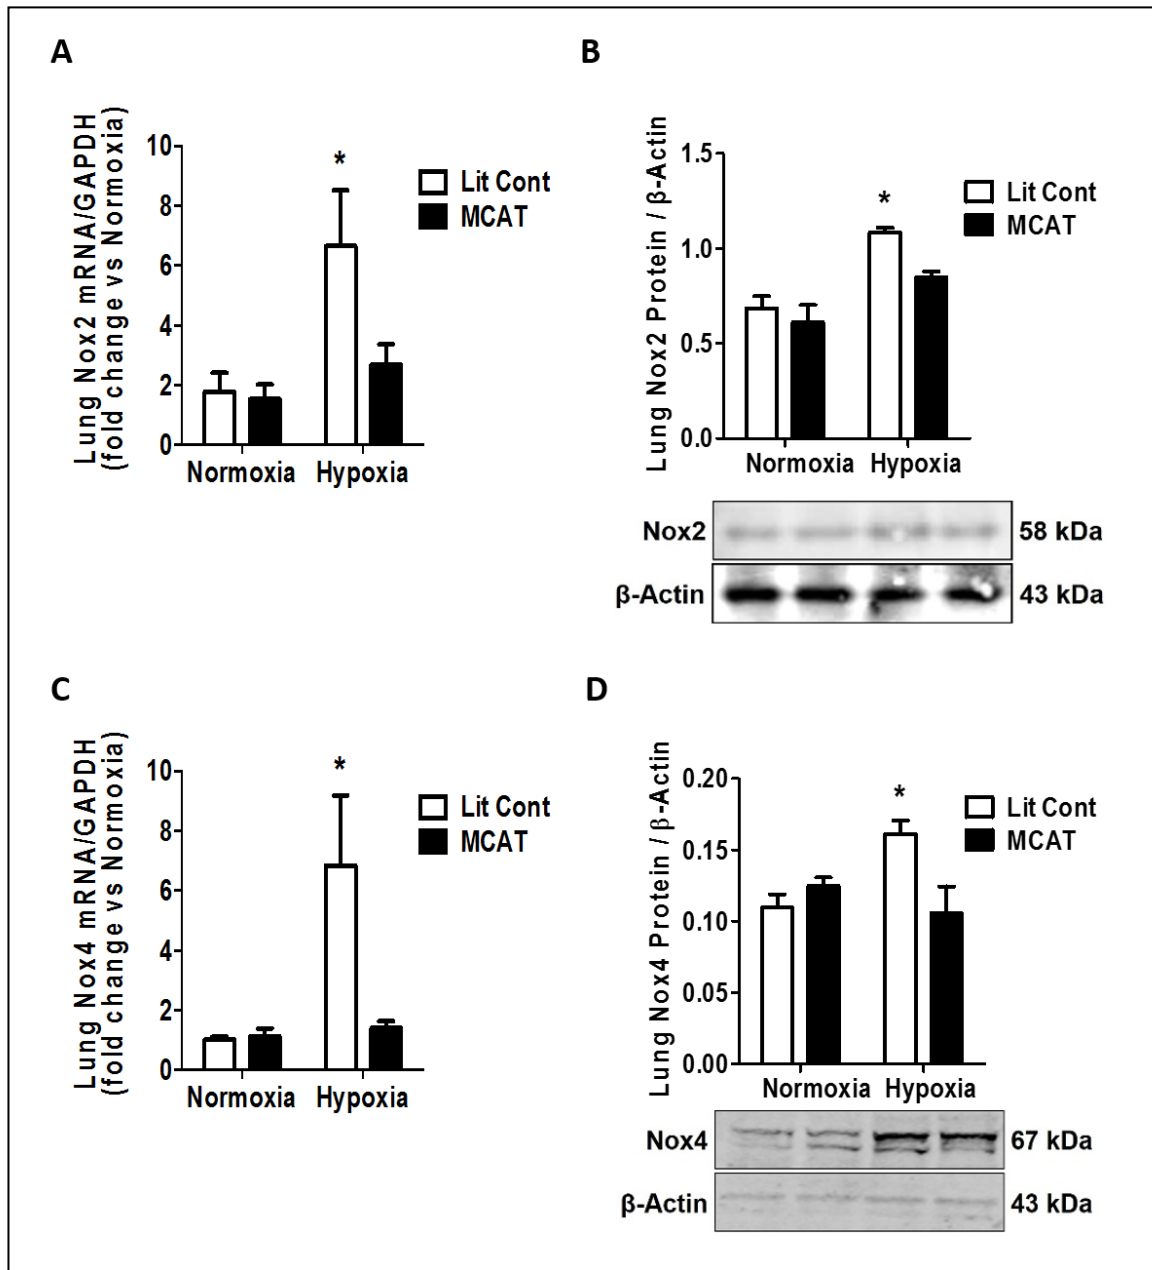 A
Lung Nox2 mRNA/GAPDH
(fold change vs Normoxia)
10
8
6
4
2
0
*
Lit Cont
MCAT
Normoxia Hypoxia
B
Lung Nox2 Protein / β-Actin
1.5
1.0
0.5
0.0
*
Lit Cont
MCAT
Normoxia Hypoxia
Nox2 58 kDa
β-Actin 43 kDa
C
Lung Nox4 mRNA/GAPDH
(fold change vs Normoxia)
10
8
6
4
2
0
*
Lit Cont
MCAT
Normoxia Hypoxia
D
Lung Nox4 Protein / β-Actin
0.20
0.15
0.10
0.05
0.00
*
Lit Cont
MCAT
Normoxia Hypoxia
Nox4 67 kDa
β-Actin 43 kDa